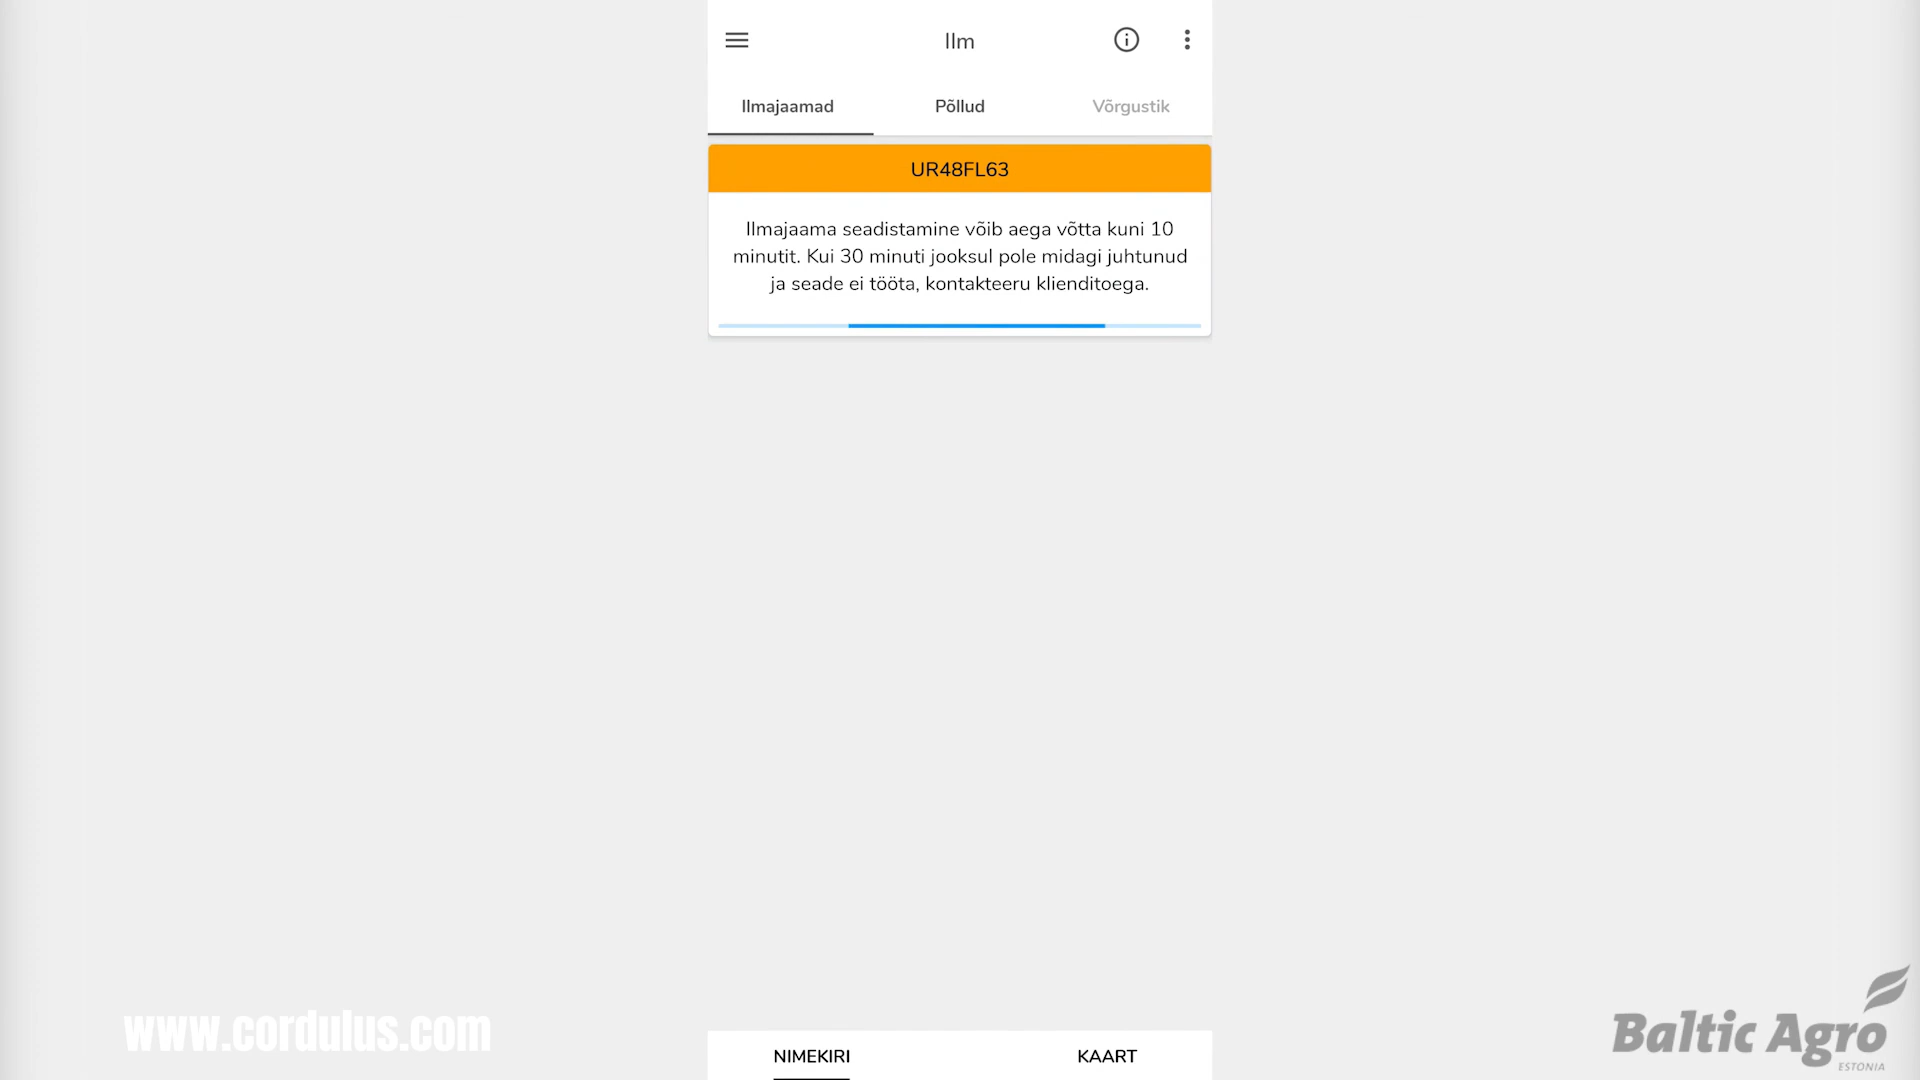 Ilm
Ilmajaamad
Põllud
Võrgustik
UR48FL63
Ilmajaama seadistamine võib aega võtta kuni 10
minutit. Kui 30 minuti jooksul pole midagi juhtunud
ja seade ei tööta, kontakteeru klienditoega.
www.cordulus.com
NIMEKIRI
KAART
Baltic Agro
ESTONIA